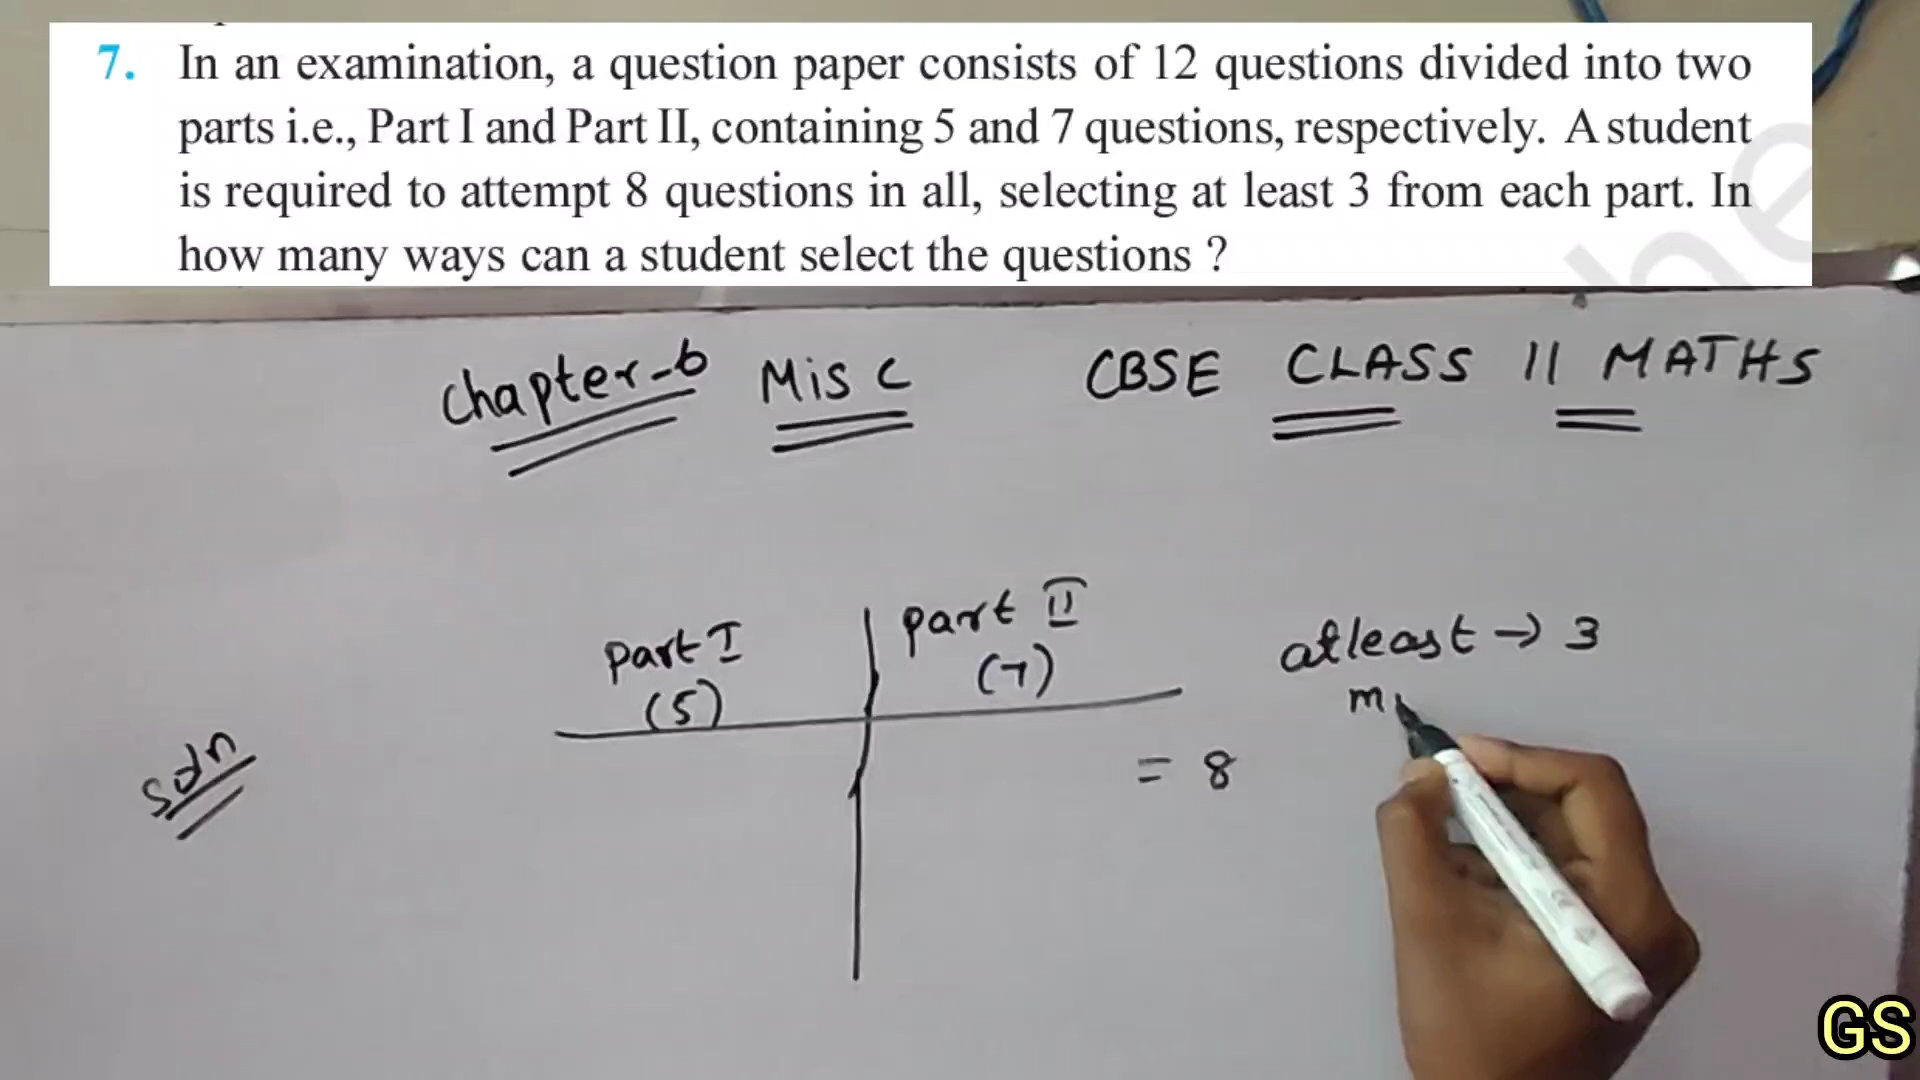 7. In an examination, a question paper consists of 12 questions divided into two
parts i.e., Part I and Part II, containing 5 and 7 questions, respectively. A student
is required to attempt 8 questions in all, selecting at least 3 from each part. In
how many ways can a student select the questions ?
Chapter-6 Misc CBSE CLASS 11 MATHS
Part I part II
(5) (7)
atleast → 3
m
Soln
= 8
GS